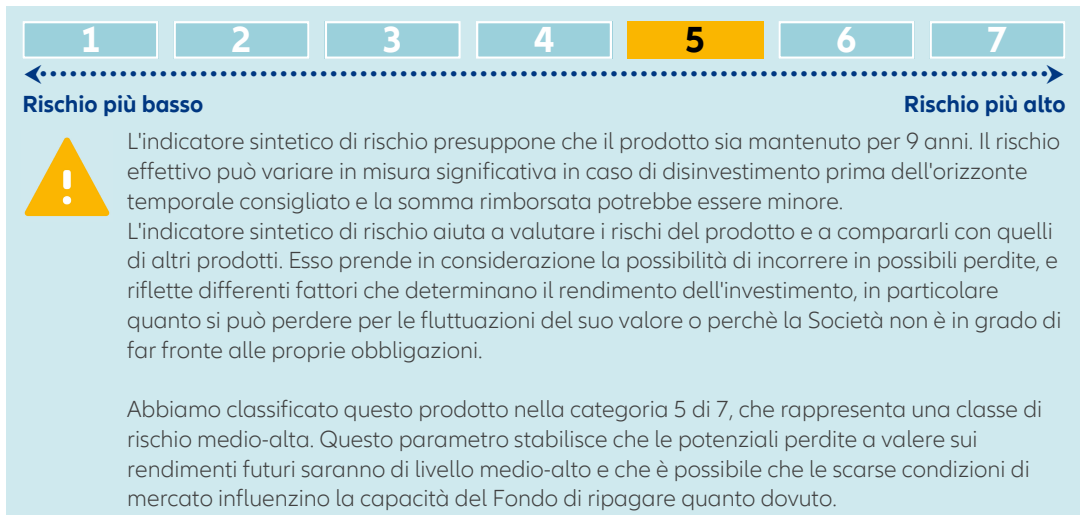 1 2 3 4 5 6 7
Rischio più basso Rischio più alto
L'indicatore sintetico di rischio presuppone che il prodotto sia mantenuto per 9 anni. Il rischio
effettivo può variare in misura significativa in caso di disinvestimento prima dell'orizzonte
temporale consigliato e la somma rimborsata potrebbe essere minore.
L'indicatore sintetico di rischio aiuta a valutare i rischi del prodotto e a compararli con quelli
di altri prodotti. Esso prende in considerazione la possibilità di incorrere in possibili perdite, e
riflette differenti fattori che determinano il rendimento dell'investimento, in particolare
quanto si può perdere per le fluttuazioni del suo valore o perchè la Società non è in grado di
far fronte alle proprie obbligazioni.
Abbiamo classificato questo prodotto nella categoria 5 di 7, che rappresenta una classe di
rischio medio-alta. Questo parametro stabilisce che le potenziali perdite a valere sui
rendimenti futuri saranno di livello medio-alto e che è possibile che le scarse condizioni di
mercato influenzino la capacità del Fondo di ripagare quanto dovuto.